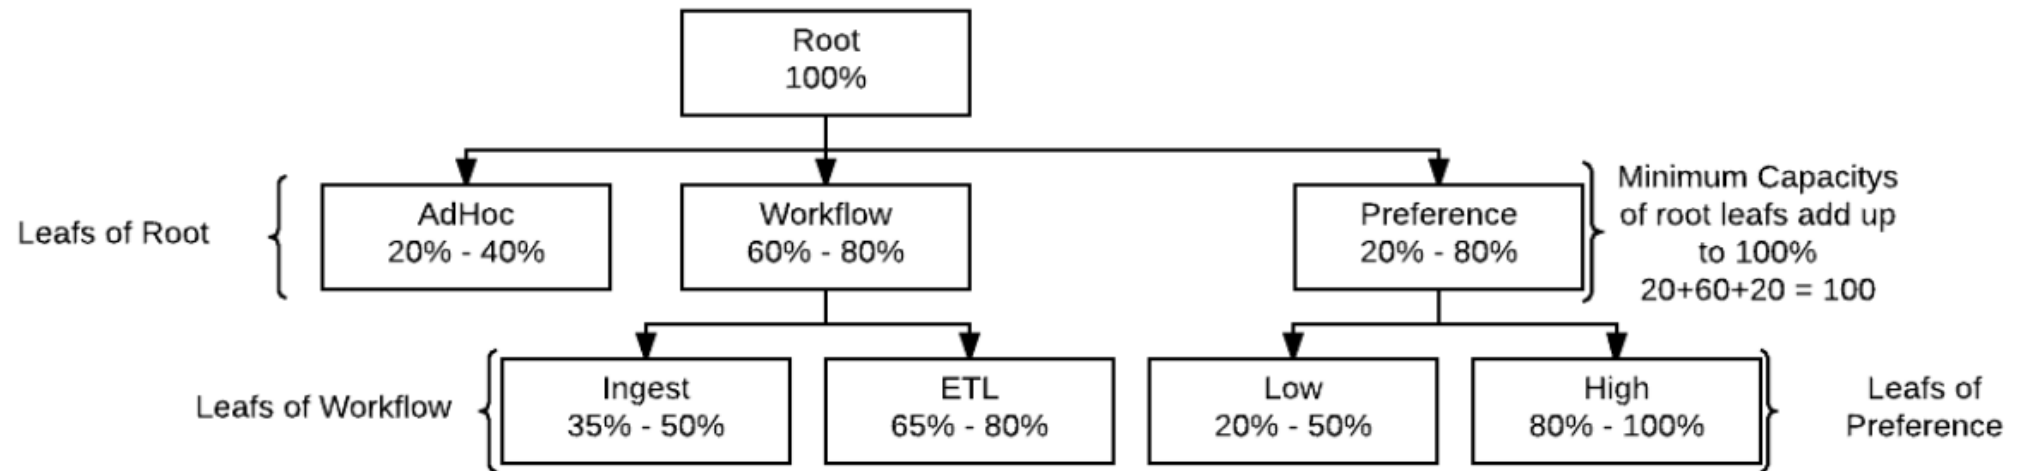 Root
100%
Leafs of Root
AdHoc
20% - 40%
Workflow
60% - 80%
Preference
20% - 80%
Minimum Capacitys
of root leafs add up
to 100%
20+60+20 = 100
Leafs of Workflow
Ingest
35% - 50%
ETL
65% - 80%
Low
20% - 50%
High
80% - 100%
Leafs of
Preference